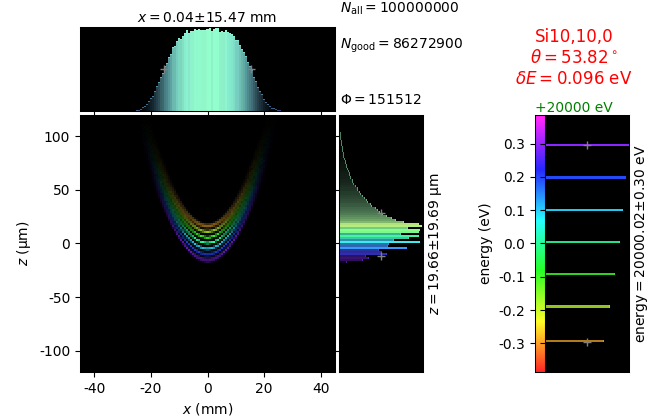 x = 0.04±15.47 mm
N_all = 100000000
N_good = 86272900
Φ = 151512
Si10,10,0
θ = 53.82°
δE = 0.096 eV
+20000 eV
100
50
0
-50
-100
z (μm)
-40
-20
0
20
40
x (mm)
z = 19.66±19.69 μm
0.3
0.2
0.1
0.0
-0.1
-0.2
-0.3
energy (eV)
energy = 20000.02±0.30 eV